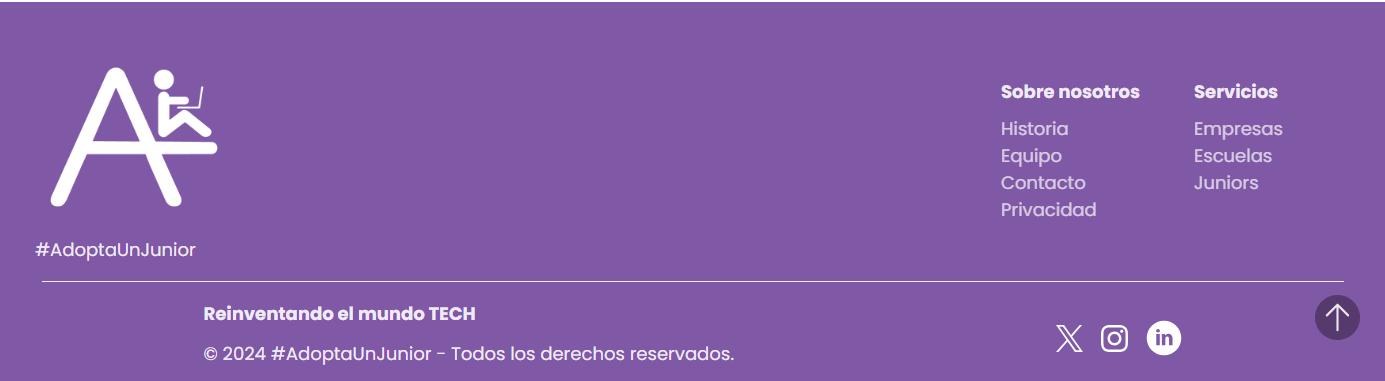 #AdoptaUnJunior
Sobre nosotros
Historia
Equipo
Contacto
Privacidad
Servicios
Empresas
Escuelas
Juniors
Reinventando el mundo TECH
© 2024 #AdoptaUnJunior - Todos los derechos reservados.